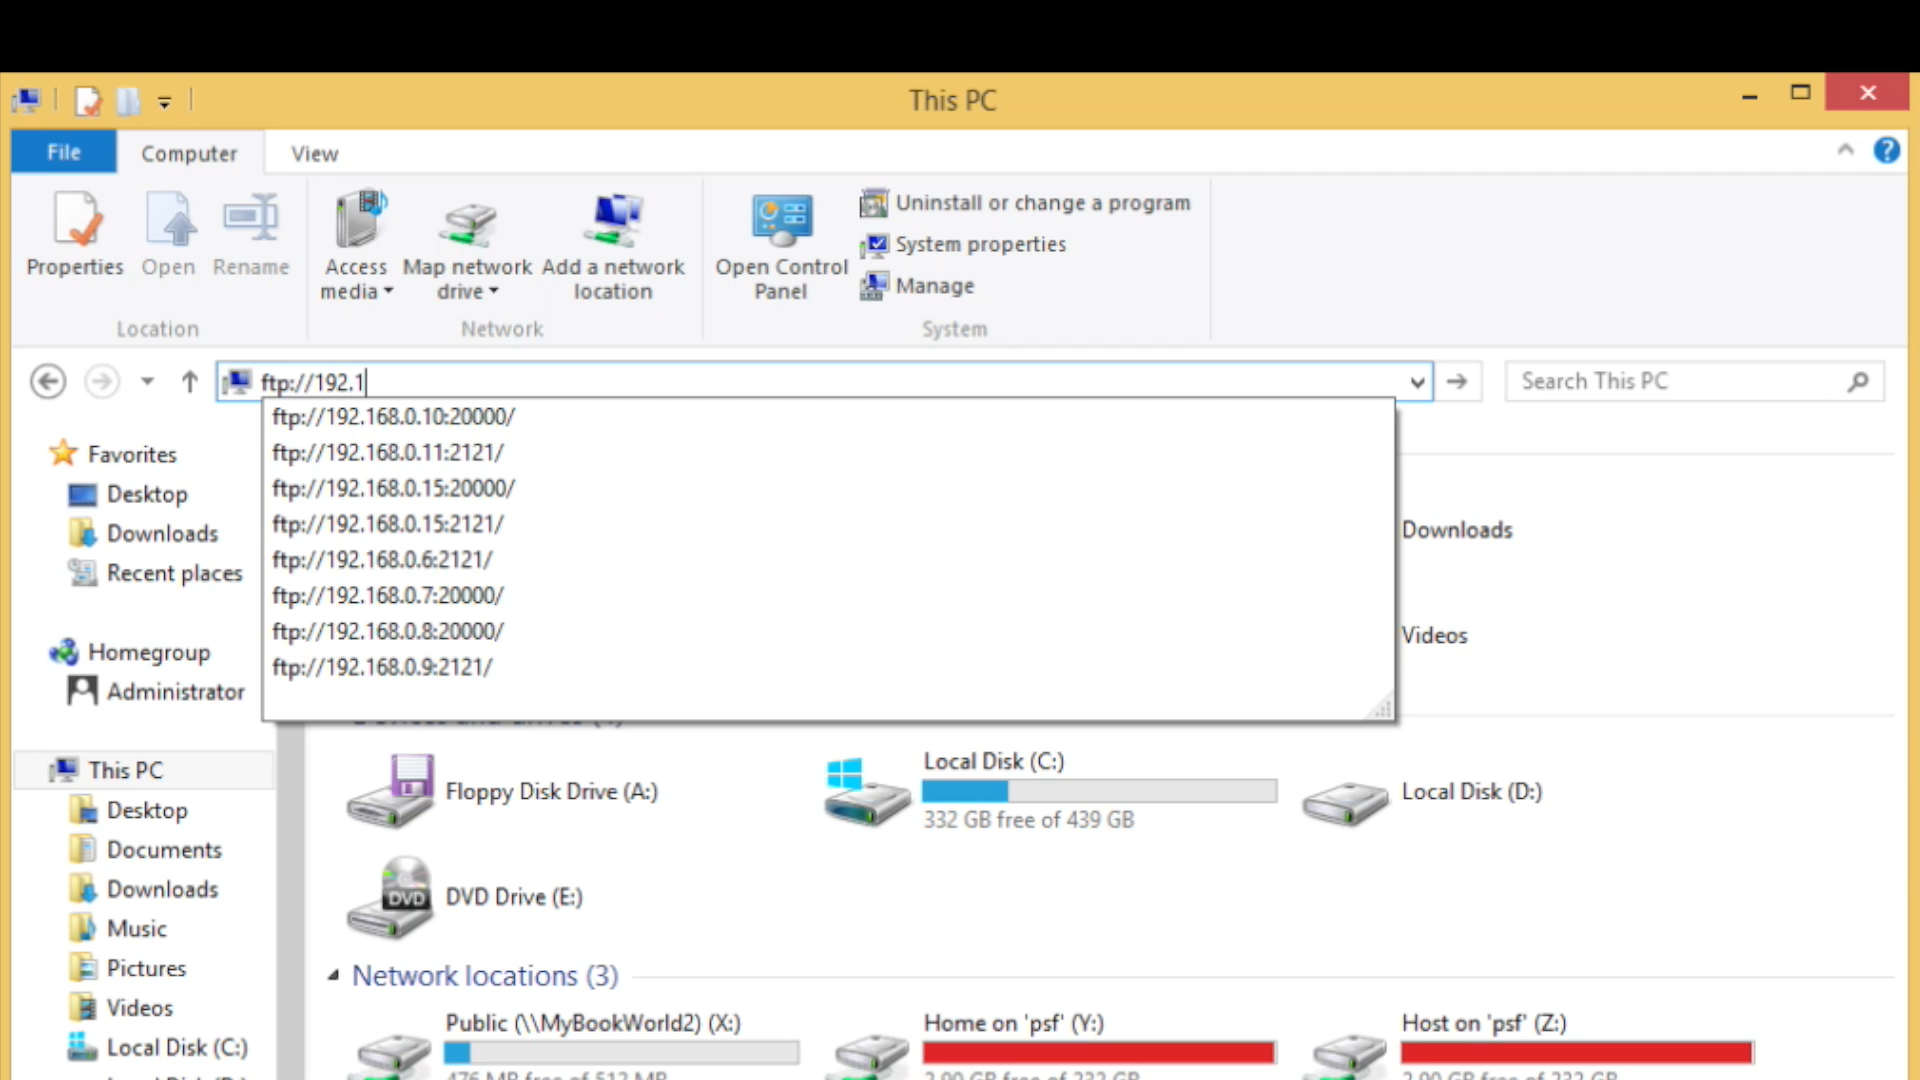 This PC
File
Computer
View
Properties
Open
Rename
Access media
Map network drive
Add a network location
Open Control Panel
Uninstall or change a program
System properties
Manage
Location
Network
System
ftp://192.1
Search This PC
ftp://192.168.0.10:20000/
ftp://192.168.0.11:2121/
ftp://192.168.0.15:20000/
ftp://192.168.0.15:2121/
ftp://192.168.0.6:2121/
ftp://192.168.0.7:20000/
ftp://192.168.0.8:20000/
ftp://192.168.0.9:2121/
Favorites
Desktop
Downloads
Recent places
Homegroup
Administrator
This PC
Desktop
Documents
Downloads
Music
Pictures
Videos
Local Disk (C:)
Downloads
Videos
Floppy Disk Drive (A:)
Local Disk (C:)
332 GB free of 439 GB
Local Disk (D:)
DVD
DVD Drive (E:)
Network locations (3)
Public (\\MyBookWorld2) (X:)
Home on 'psf' (Y:)
Host on 'psf' (Z:)